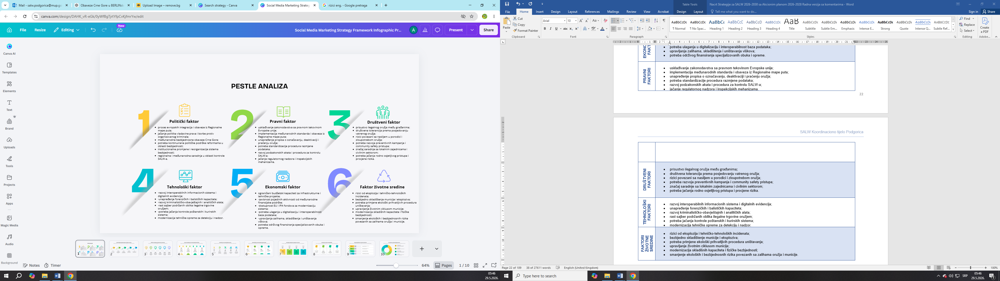 Mail - salw.podgorica@mup.go
Obaveze Crne Gore u BERLINski
Upload Image – remove.bg
Search strategy - Canva
Social Media Marketing Strateg
rizici eng. - Google pretraga
canva.com/design/DAHK_vR-eGk/0yWfBgTjrtYfpCvKjfmrYw/edit
File
Resize
Editing
New
Social Media Marketing Strategy Framework Infographic Pr...
A
Present
Share
Canva AI
Templates
Elements
Text
Brand
Uploads
Tools
Projects
Apps
Magic Media
Audio
Background
PESTLE ANALIZA
1
Politički faktor
• proces evropskih integracija i obaveze iz Regionalne
mape puta;
• jačanje politika vladavine prava i borbe protiv
organizovanog kriminala;
• međunarodne bezbjednosne obaveze Crne Gore;
• potreba kontinuirane političke podrške reformama u
oblasti bezbjednosti;
• institucionalne promjene i reorganizacije sistema
bezbjednosti;
• regionalna i međunarodna saradnja u oblasti kontrole
SALW-a.
2
Pravni faktor
• usklađivanje zakonodavstva sa pravnom tekovinom
Evropske unije;
• implementacija međunarodnih standarda i obaveza iz
Regionalne mape puta;
• unapređenje propisa o označavanju, deaktivaciji i
praćenju oružja;
• potreba standardizacije procedura razmjene
podataka;
• razvoj podzakonskih akata i procedura za kontrolu
SALW-a;
• jačanje regulatornog nadzora i inspekcijskih
mehanizama.
3
Društveni faktor
• prisustvo ilegalnog oružja među građanima;
• društvena tolerancija prema posjedovanju
vatrenog oružja;
• rizici povezani sa nasiljem u porodici i
zloupotrebom oružja;
• potreba razvoja preventivnih kampanja i
community safety pristupa;
• značaj saradnje sa lokalnim zajednicama i
civilnim sektorom;
• potreba jačanja rodno osjetljivog pristupa i
procjene rizika.
4
Tehnološki faktor
• ·razvoj interoperabilnih informacionih sistema i
digitalnih evidencija;
• ·unapređenje forenzičkih i balističkih kapaciteta;
• ·razvoj kriminalističko-obavještajnih i analitičkih alata;
• ·rast sajber podržanih oblika ilegalne trgovine
oružjem;
• ·potreba jačanja kontrole poštanskih i kurirskih
sistema;
• modernizacija tehničke opreme za detekciju i nadzor.
5
Ekonomski faktor
• ograničeni budžetski kapaciteti za infrastrukturne i
tehničke projekte;
• ·zavisnost pojedinih aktivnosti od međunarodne
finansijske podrške;
• ·dostupnost EU i IPA fondova za modernizaciju
sistema;
• ·potreba ulaganja u digitalizaciju i interoperabilnost
baza podataka;
• ·upravljanja zalihama, skladištenja i uništavanja
viškova;
• potreba održivog finansiranja specijalizovanih obuka i
opreme.
6
Faktor životne sredine
• rizici od eksplozija i tehničko-tehnoloških
incidenata;
• bezbjedno skladištenje municije i eksploziva;
• potreba primjene ekološki prihvatljivih procedura
uništavanja;
• upravljanje životnim ciklusom municije;
• modernizacija skladišnih kapaciteta i fizičke
bezbjednosti;
• smanjenje ekoloških i bezbjednosnih rizika
povezanih sa zalihama oružja i municije.
1
2
3
4
5
6
7
8
9
10
Notes
Timer
64%
Pages
1 / 10
05:46
29.5.2026.
Table Tools
Nacrt Strategije za SALW 2026-2030 sa Akcionim planom 2026-2028 Radna verzija sa komentarima - Word
Sign in
Share
File
Home
Insert
Design
Layout
References
Mailings
Review
View
Acrobat
Design
Layout
Tell me what you want to do...
Paste
Cut
Copy
Format Painter
Clipboard
Arial
10
Font
Paragraph
¶ Normal
¶ No Spac...
Heading 1
Heading 2
Heading 3
Heading 4
Title
Subtitle
Subtle Em...
Emphasis
Intense E...
Strong
Quote
Intense Q...
Subtle Ref...
Styles
Find
Replace
Select
Editing
Create
a PDF
Adobe...
• potreba ulaganja u digitalizaciju i interoperabilnost baza podataka;
• upravljanja zalihama, skladištenja i uništavanja viškova;
• potreba održivog finansiranja specijalizovanih obuka i opreme.
PRAVNI
FAKTORI
• usklađivanje zakonodavstva sa pravnom tekovinom Evropske unije;
• implementacija međunarodnih standarda i obaveza iz Regionalne mape puta;
• unapređenje propisa o označavanju, deaktivaciji i praćenju oružja;
• potreba standardizacije procedura razmjene podataka;
• razvoj podzakonskih akata i procedura za kontrolu SALW-a;
• jačanje regulatornog nadzora i inspekcijskih mehanizama.
22
SALW Koordinaciono tijelo Podgorica
DRUŠTVENI
FAKTORI
• prisustvo ilegalnog oružja među građanima;
• društvena tolerancija prema posjedovanju vatrenog oružja;
• rizici povezani sa nasiljem u porodici i zloupotrebom oružja;
• potreba razvoja preventivnih kampanja i community safety pristupa;
• značaj saradnje sa lokalnim zajednicama i civilnim sektorom;
• potreba jačanja rodno osjetljivog pristupa i procjene rizika.
TEHNOLOŠKI
FAKTORI
• razvoj interoperabilnih informacionih sistema i digitalnih evidencija;
• unapređenje forenzičkih i balističkih kapaciteta;
• razvoj kriminalističko-obavještajnih i analitičkih alata;
• rast sajber podržanih oblika ilegalne trgovine oružjem;
• potreba jačanja kontrole poštanskih i kurirskih sistema;
• modernizacija tehničke opreme za detekciju i nadzor.
FAKTORI
ŽIVOTNE
SREDINE
• rizici od eksplozija i tehničko-tehnoloških incidenata;
• bezbjedno skladištenje municije i eksploziva;
• potreba primjene ekološki prihvatljivih procedura uništavanja;
• upravljanje životnim ciklusom municije;
• modernizacija skladišnih kapaciteta i fizičke bezbjednosti;
• smanjenje ekoloških i bezbjednosnih rizika povezanih sa zalihama oružja i municije.
Page 22 of 109
38 of 27611 words
English (United Kingdom)
100%
Type here to search
SRP
05:46
29.5.2026.